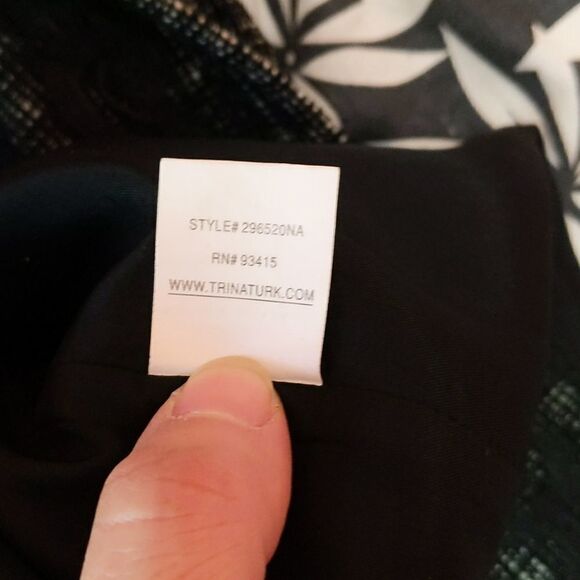 STYLE# 296520NA
RN# 93415
WWW.TRINATURK.COM